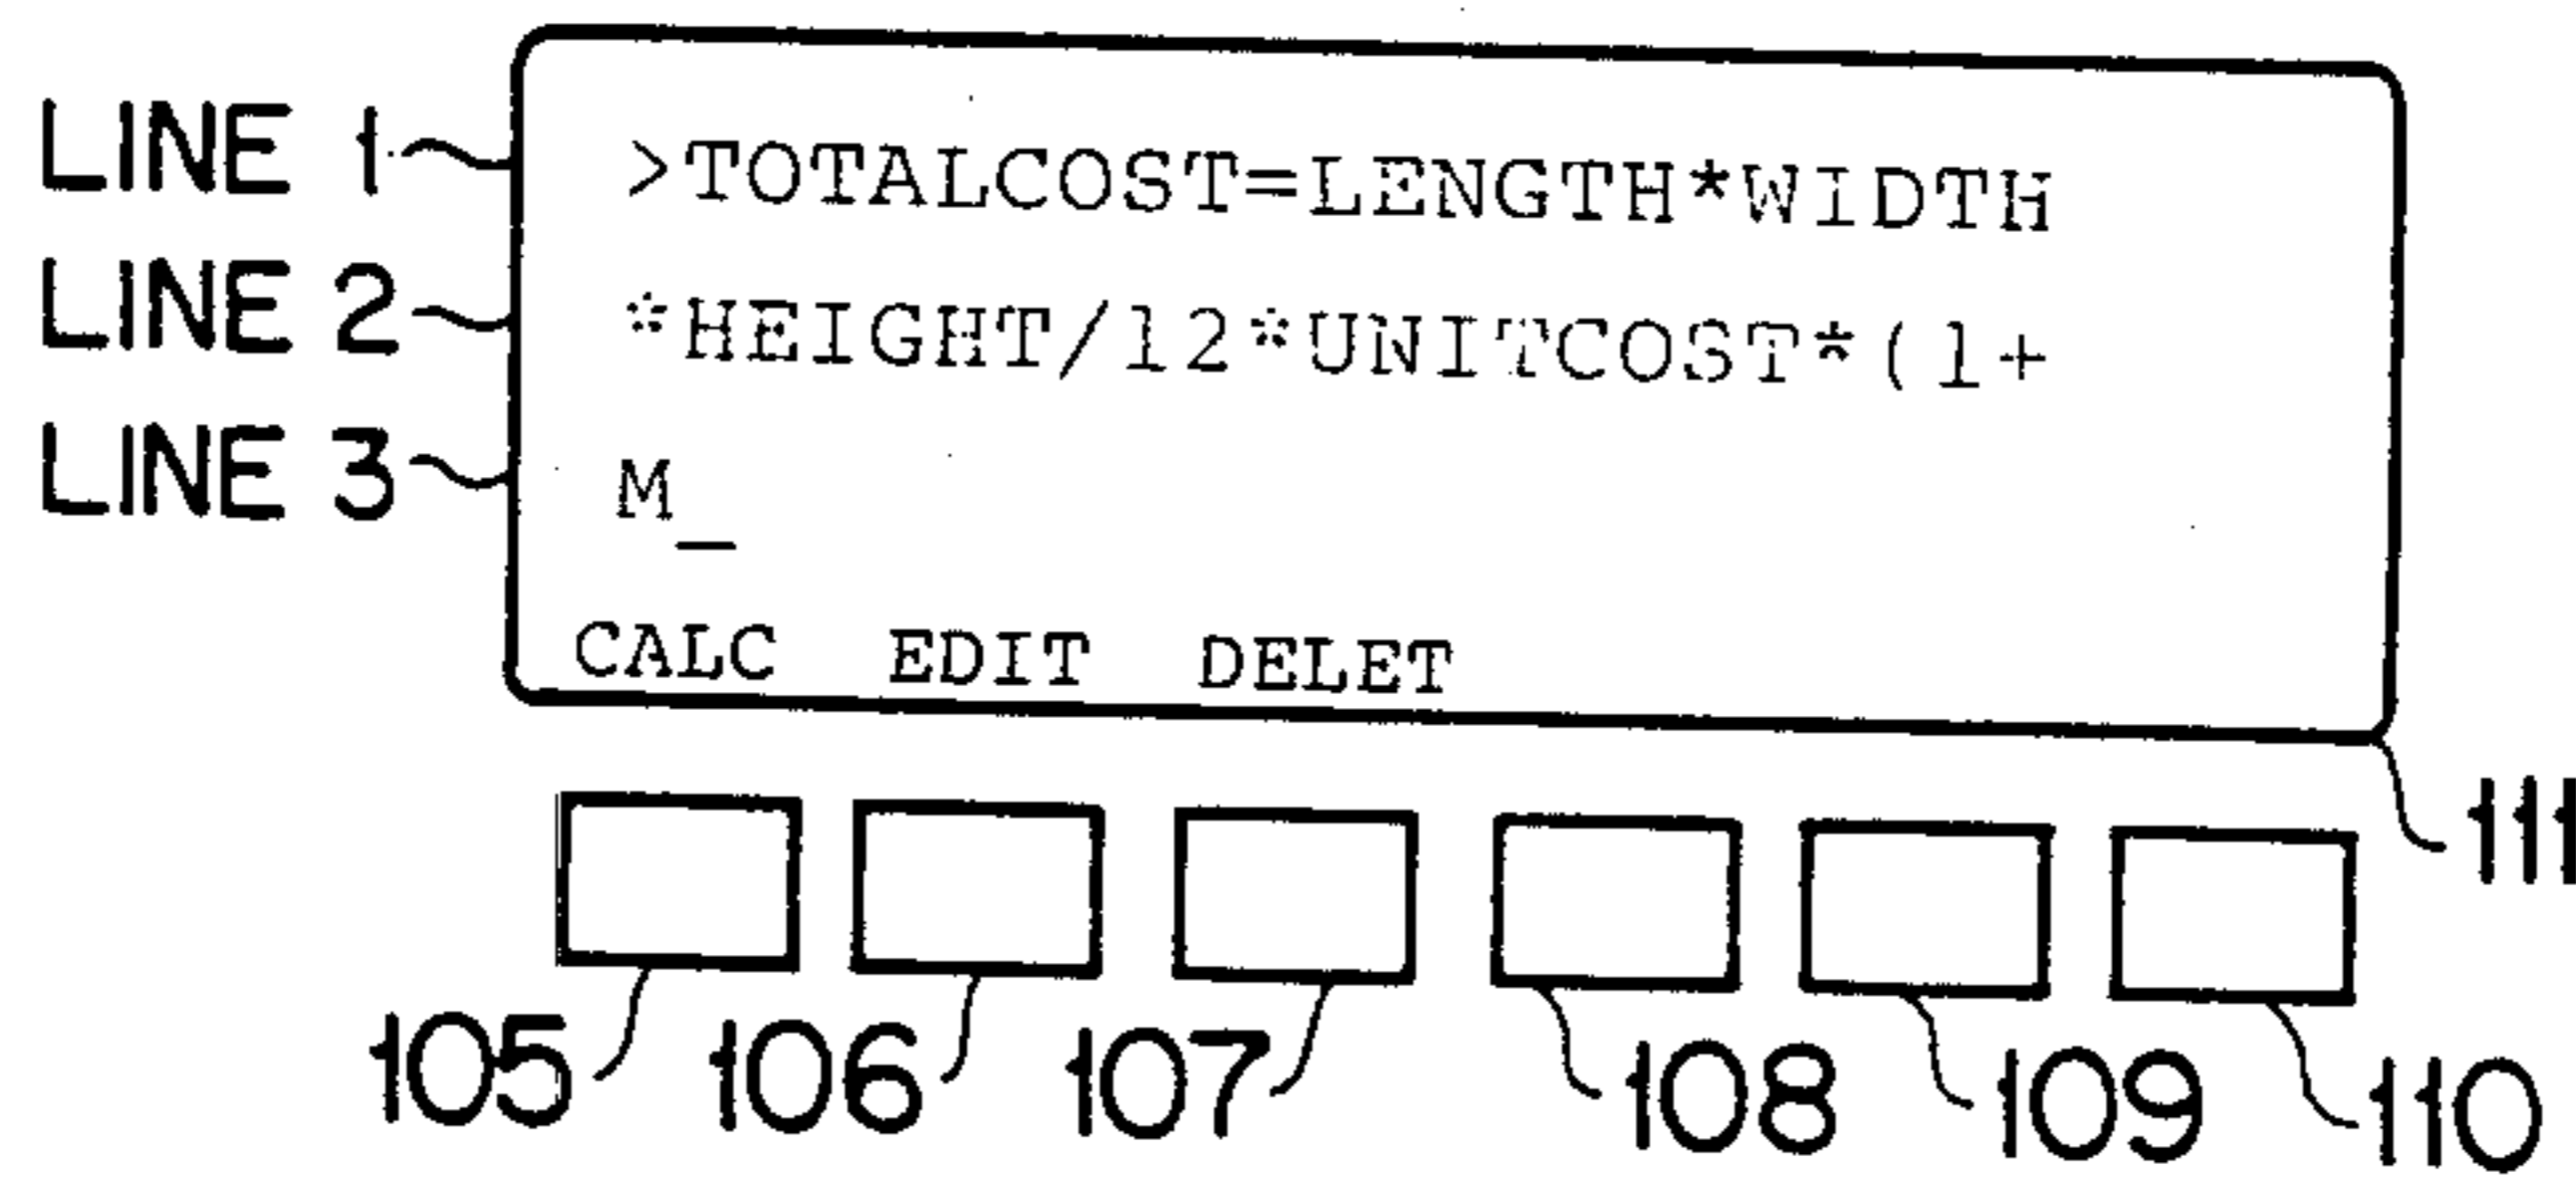 LINE 1 >TOTALCOST=LENGTH*WIDTH
LINE 2 *HEIGHT/12*UNITCOST*(1+
LINE 3 M_
CALC EDIT DELET
111
105 106 107 108 109 110